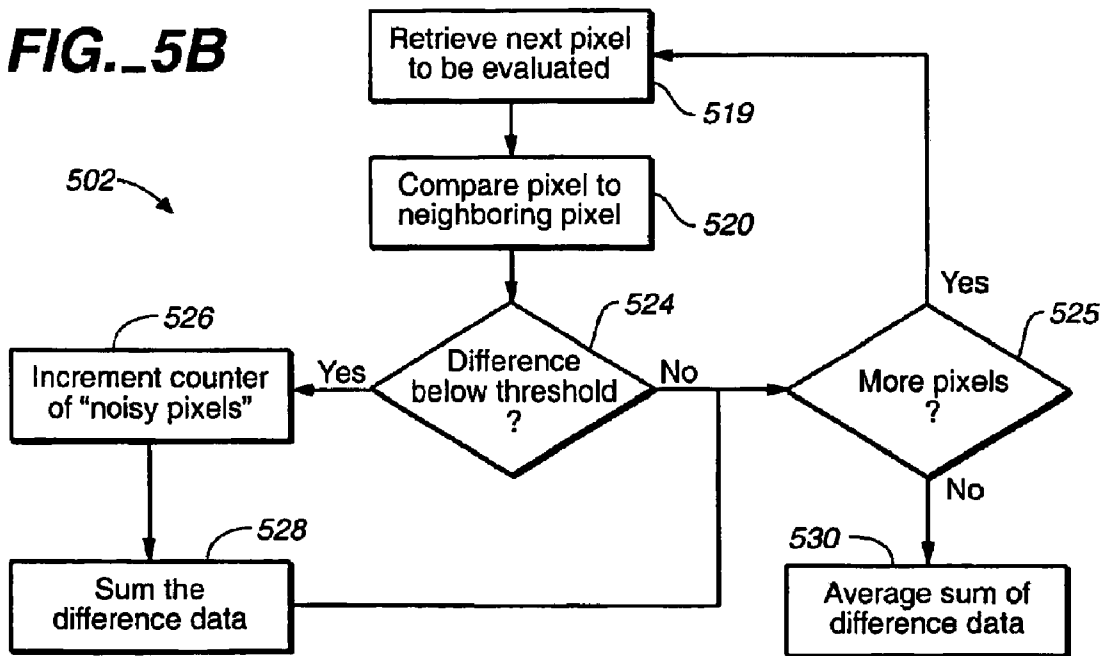 FIG._5B
Retrieve next pixel
to be evaluated
519
502
Compare pixel to
neighboring pixel
520
524
Difference
below threshold
?
Yes
No
526
Increment counter
of "noisy pixels"
528
Sum the
difference data
525
More pixels
?
Yes
No
530
Average sum of
difference data